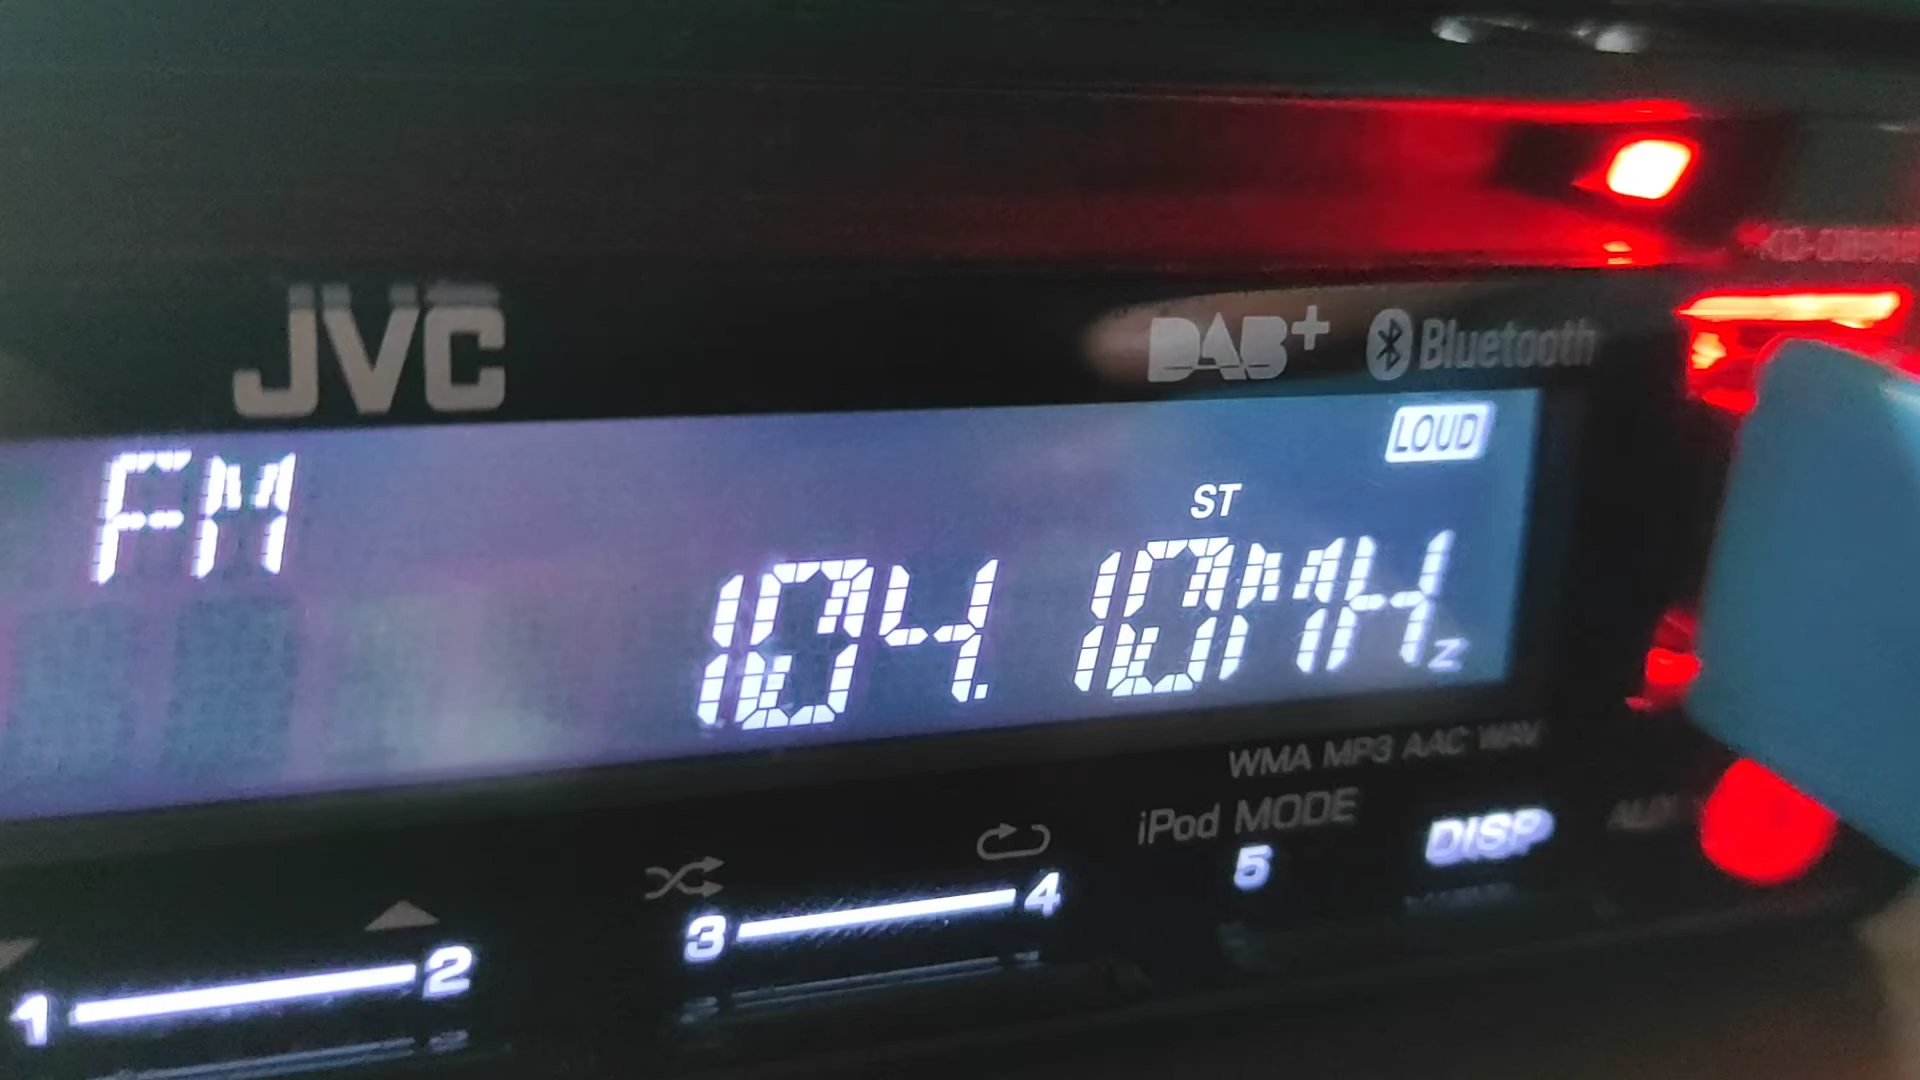 JVC
DAB+ Bluetooth
LOUD
FM
ST
104.10MHz
WMA MP3 AAC WAV
iPod MODE
DISP
AUX
1 2 3 4 5